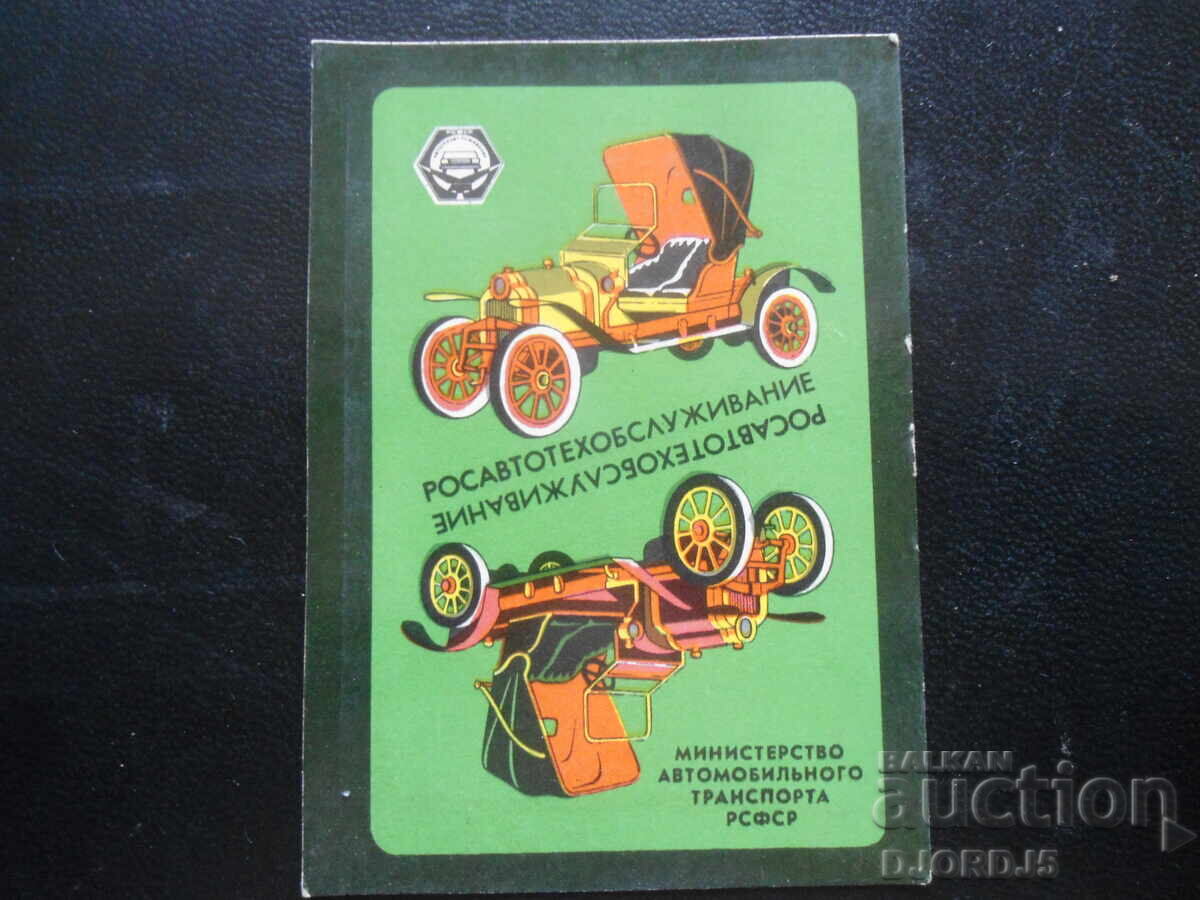 РОСАВТОТЕХОБСЛУЖИВАНИЕ
РОСАВТОТЕХОБСЛУЖИВАНИЕ
МИНИСТЕРСТВО
АВТОМОБИЛЬНОГО
ТРАНСПОРТА
РСФСР
BALKAN
auction
DJORDJ5